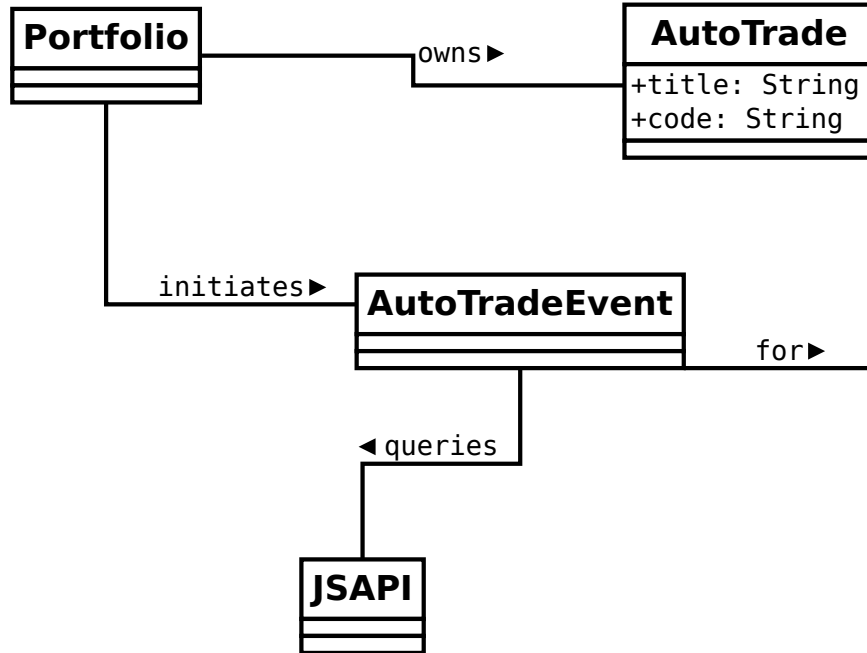 Portfolio
AutoTrade
owns►
+title: String
+code: String
initiates►
AutoTradeEvent
for►
◄ queries
JSAPI